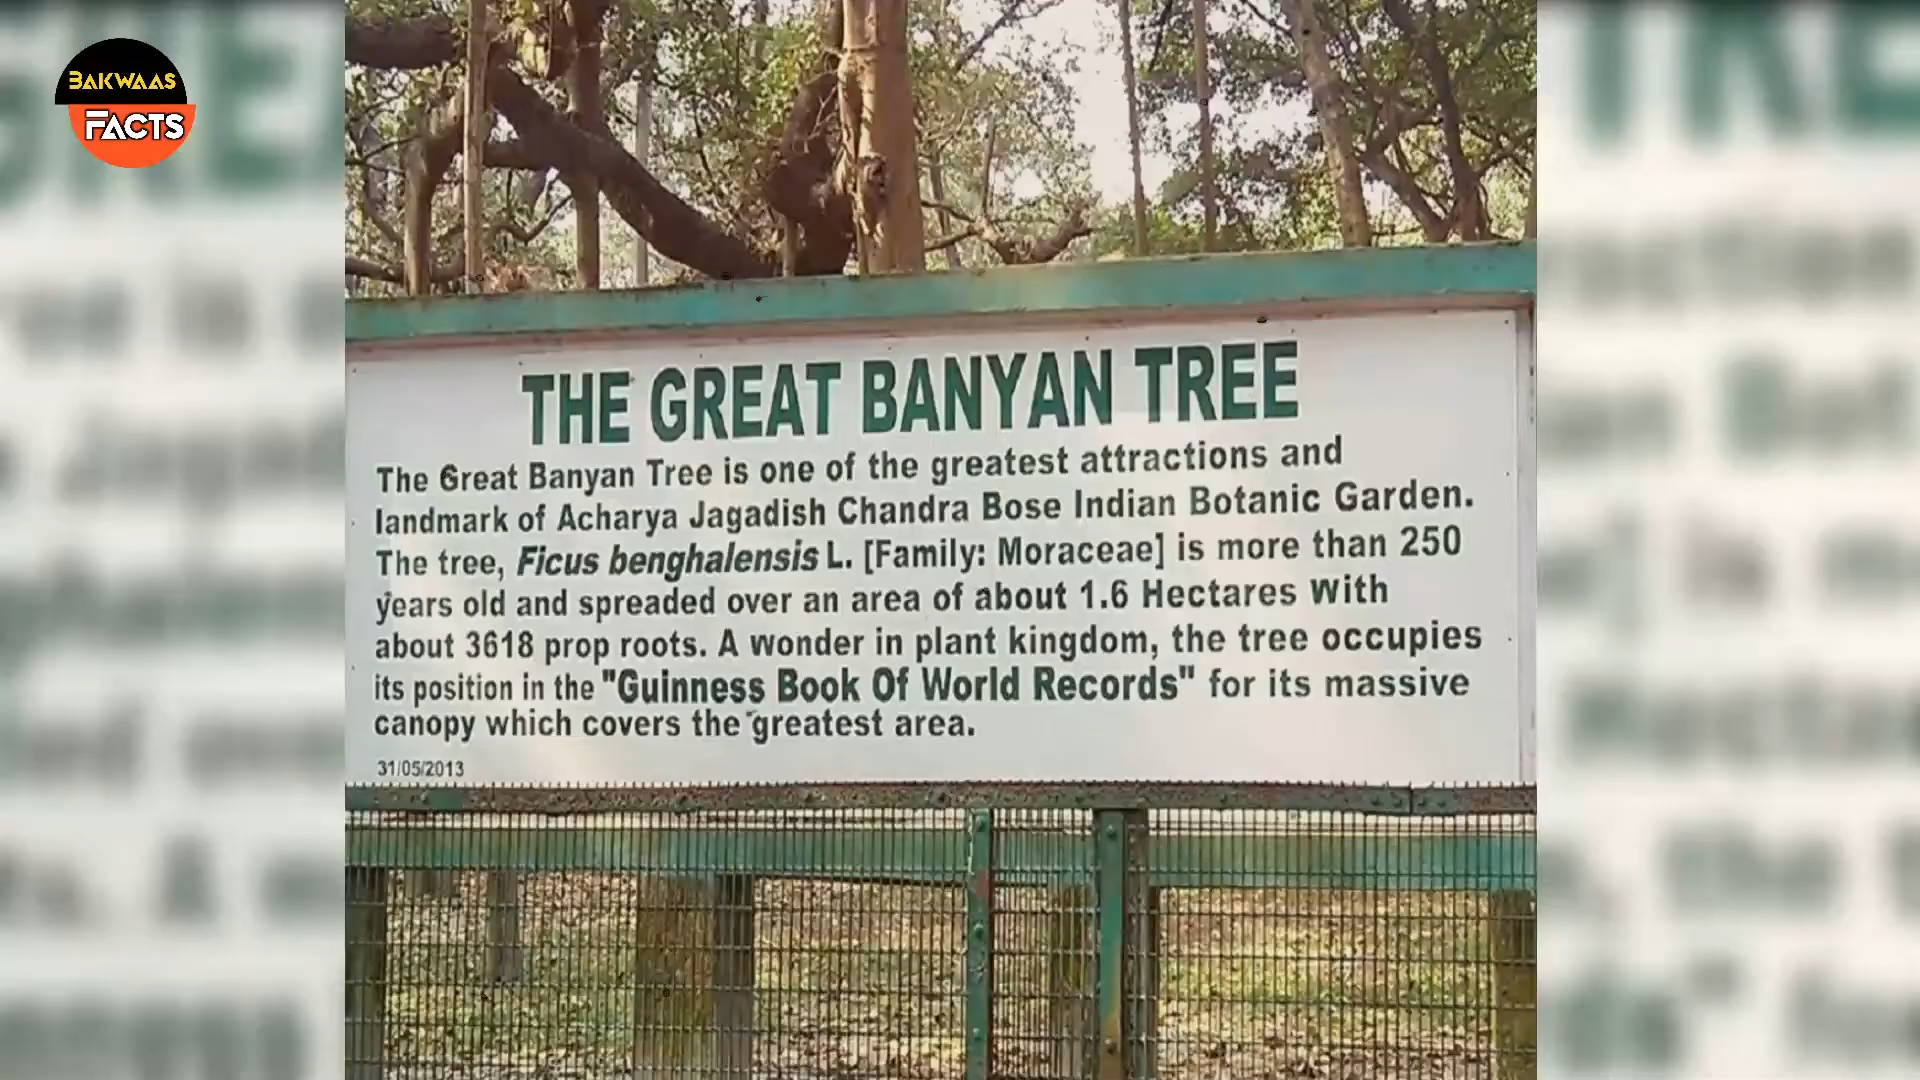 BAKWAAS
FACTS
THE GREAT BANYAN TREE
The Great Banyan Tree is one of the greatest attractions and
landmark of Acharya Jagadish Chandra Bose Indian Botanic Garden.
The tree, Ficus benghalensis L. [Family: Moraceae] is more than 250
years old and spreaded over an area of about 1.6 Hectares With
about 3618 prop roots. A wonder in plant kingdom, the tree occupies
its position in the "Guinness Book Of World Records" for its massive
canopy which covers the greatest area.
31/05/2013